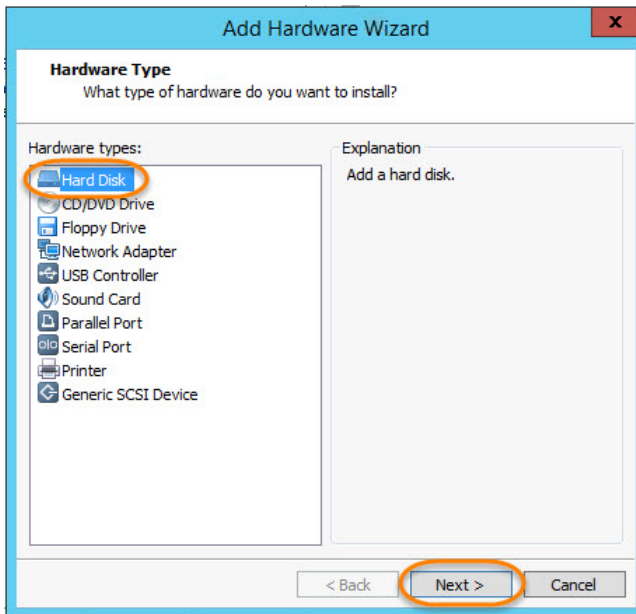 Add Hardware Wizard
x
Hardware Type
What type of hardware do you want to install?
Hardware types:
Hard Disk
CD/DVD Drive
Floppy Drive
Network Adapter
USB Controller
Sound Card
Parallel Port
Serial Port
Printer
Generic SCSI Device
Explanation
Add a hard disk.
< Back
Next >
Cancel